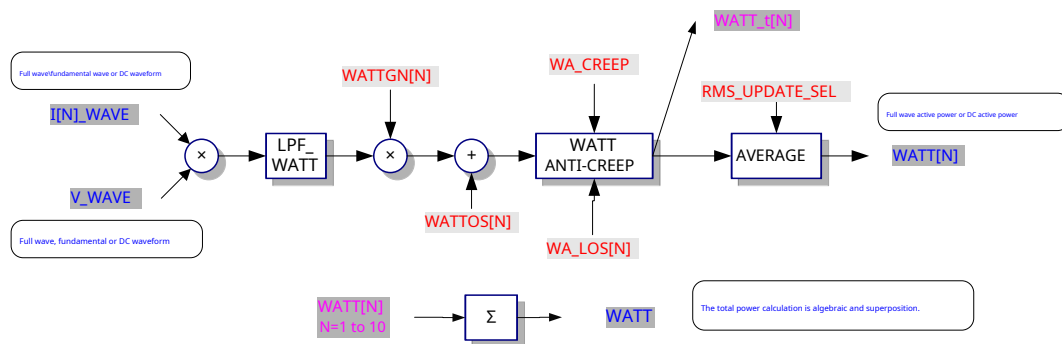 WATT_t[N]
Full wave\fundamental wave or DC waveform
WATTGN[N]
WA_CREEP
RMS_UPDATE_SEL
Full wave active power or DC active power
I[N]_WAVE
×
LPF_
WATT
×
+
WATT
ANTI-CREEP
AVERAGE
WATT[N]
V_WAVE
WATTOS[N]
WA_LOS[N]
Full wave, fundamental or DC waveform
WATT[N]
N=1 to 10
Σ
WATT
The total power calculation is algebraic and superposition.